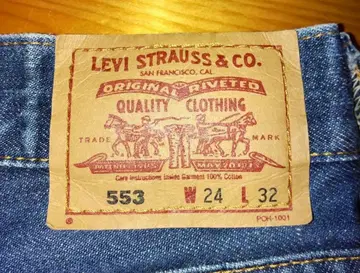 LEVI STRAUSS & CO.
SAN FRANCISCO, CAL
ORIGINAL RIVETED
QUALITY CLOTHING
TRADE MARK
Care Instructions Inside Garment 100% Cotton
553 W 24 L 32
POH-1001